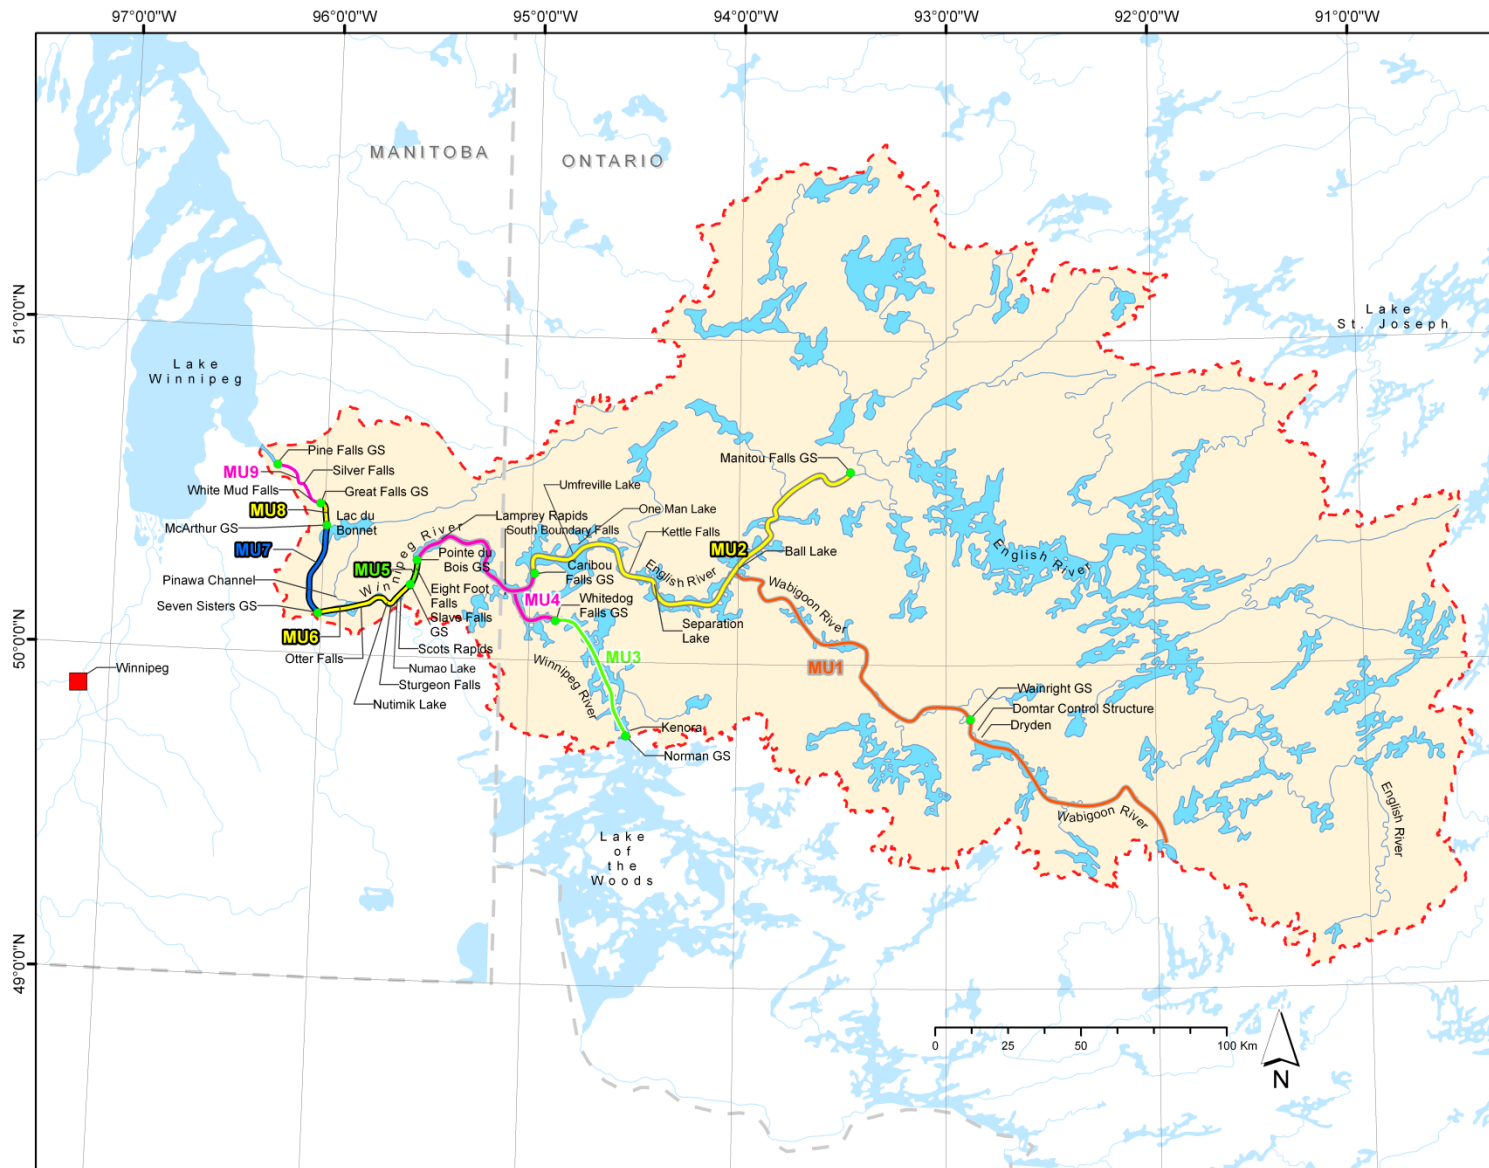 97°0'0"W
96°0'0"W
95°0'0"W
94°0'0"W
93°0'0"W
92°0'0"W
91°0'0"W
MANITOBA
ONTARIO
51°0'0"N
Lake
St. Joseph
Lake
Winnipeg
Pine Falls GS
MU9
Silver Falls
White Mud Falls
Great Falls GS
MU8
Lac du
Bonnet
McArthur GS
MU7
Pinawa Channel
Seven Sisters GS
MU6
Otter Falls
Winnipeg River
MU5
Lamprey Rapids
South Boundary Falls
Pointe du
Bois GS
Eight Foot
Falls
Slave Falls
GS
Scots Rapids
Numao Lake
Sturgeon Falls
Nutimik Lake
Umfreville Lake
One Man Lake
Kettle Falls
Caribou
Falls GS
English River
MU2
Manitou Falls GS
Ball Lake
English River
MU4
Whitedog
Falls GS
Separation
Lake
Wabigoon River
MU3
MU1
Winnipeg River
50°0'0"N
Winnipeg
Kenora
Norman GS
Wainright GS
Domtar Control Structure
Dryden
Wabigoon River
English River
Lake
of
the
Woods
49°0'0"N
0
25
50
100 Km
N